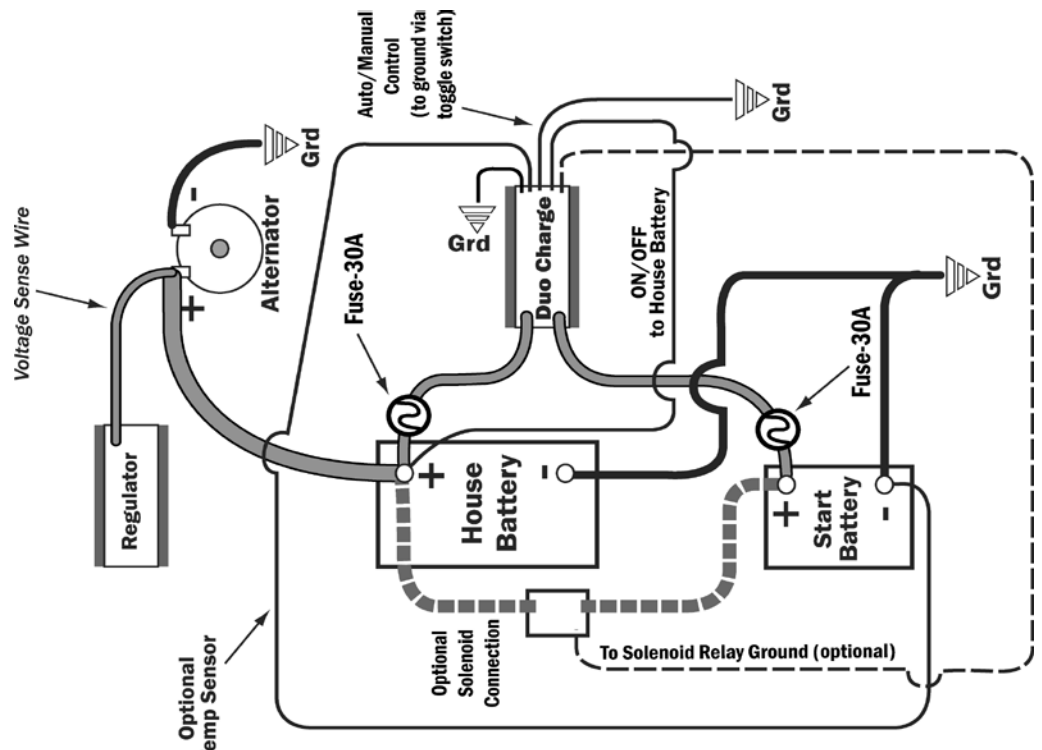 Auto/Manual
Control
(to ground via
toggle switch)
Grd
Grd
-
Voltage Sense Wire
Alternator
+
Grd
Duo Charge
Fuse-30A
ON/OFF
to House Battery
Grd
Fuse-30A
Regulator
+
-
House
Battery
+
-
Start
Battery
Optional
Solenoid
Connection
To Solenoid Relay Ground (optional)
Optional
emp Sensor